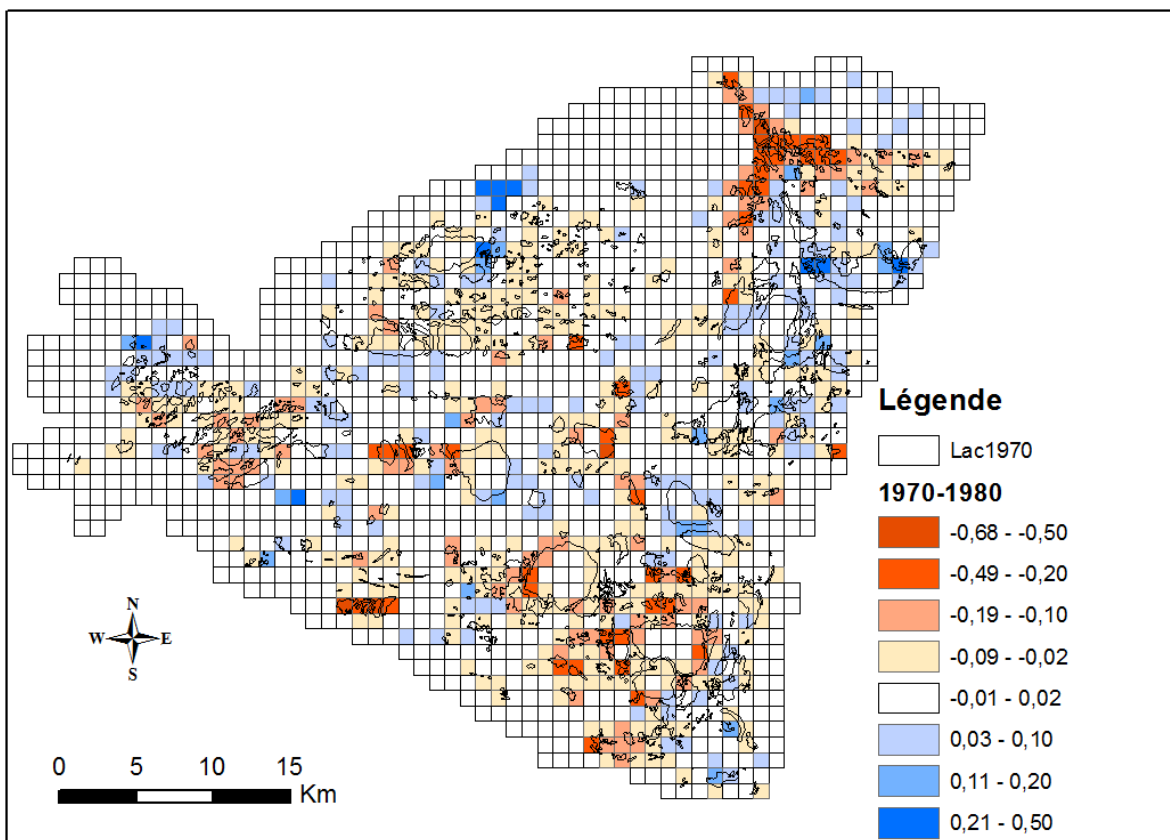 Légende
Lac1970
1970-1980
-0,68 - -0,50
-0,49 - -0,20
-0,19 - -0,10
-0,09 - -0,02
-0,01 - 0,02
0,03 - 0,10
0,11 - 0,20
0,21 - 0,50
N
W E
S
0 5 10 15
Km